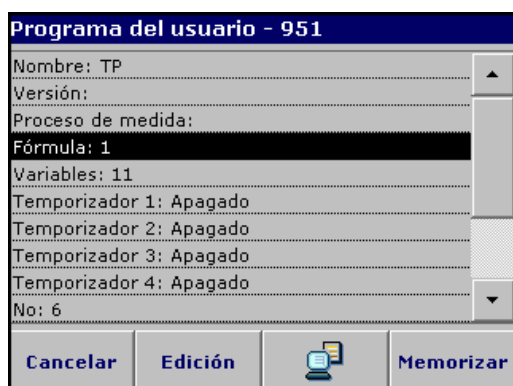 Programa del usuario - 951
Nombre: TP
Versión:
Proceso de medida:
Fórmula: 1
Variables: 11
Temporizador 1: Apagado
Temporizador 2: Apagado
Temporizador 3: Apagado
Temporizador 4: Apagado
No: 6
Cancelar Edición Memorizar